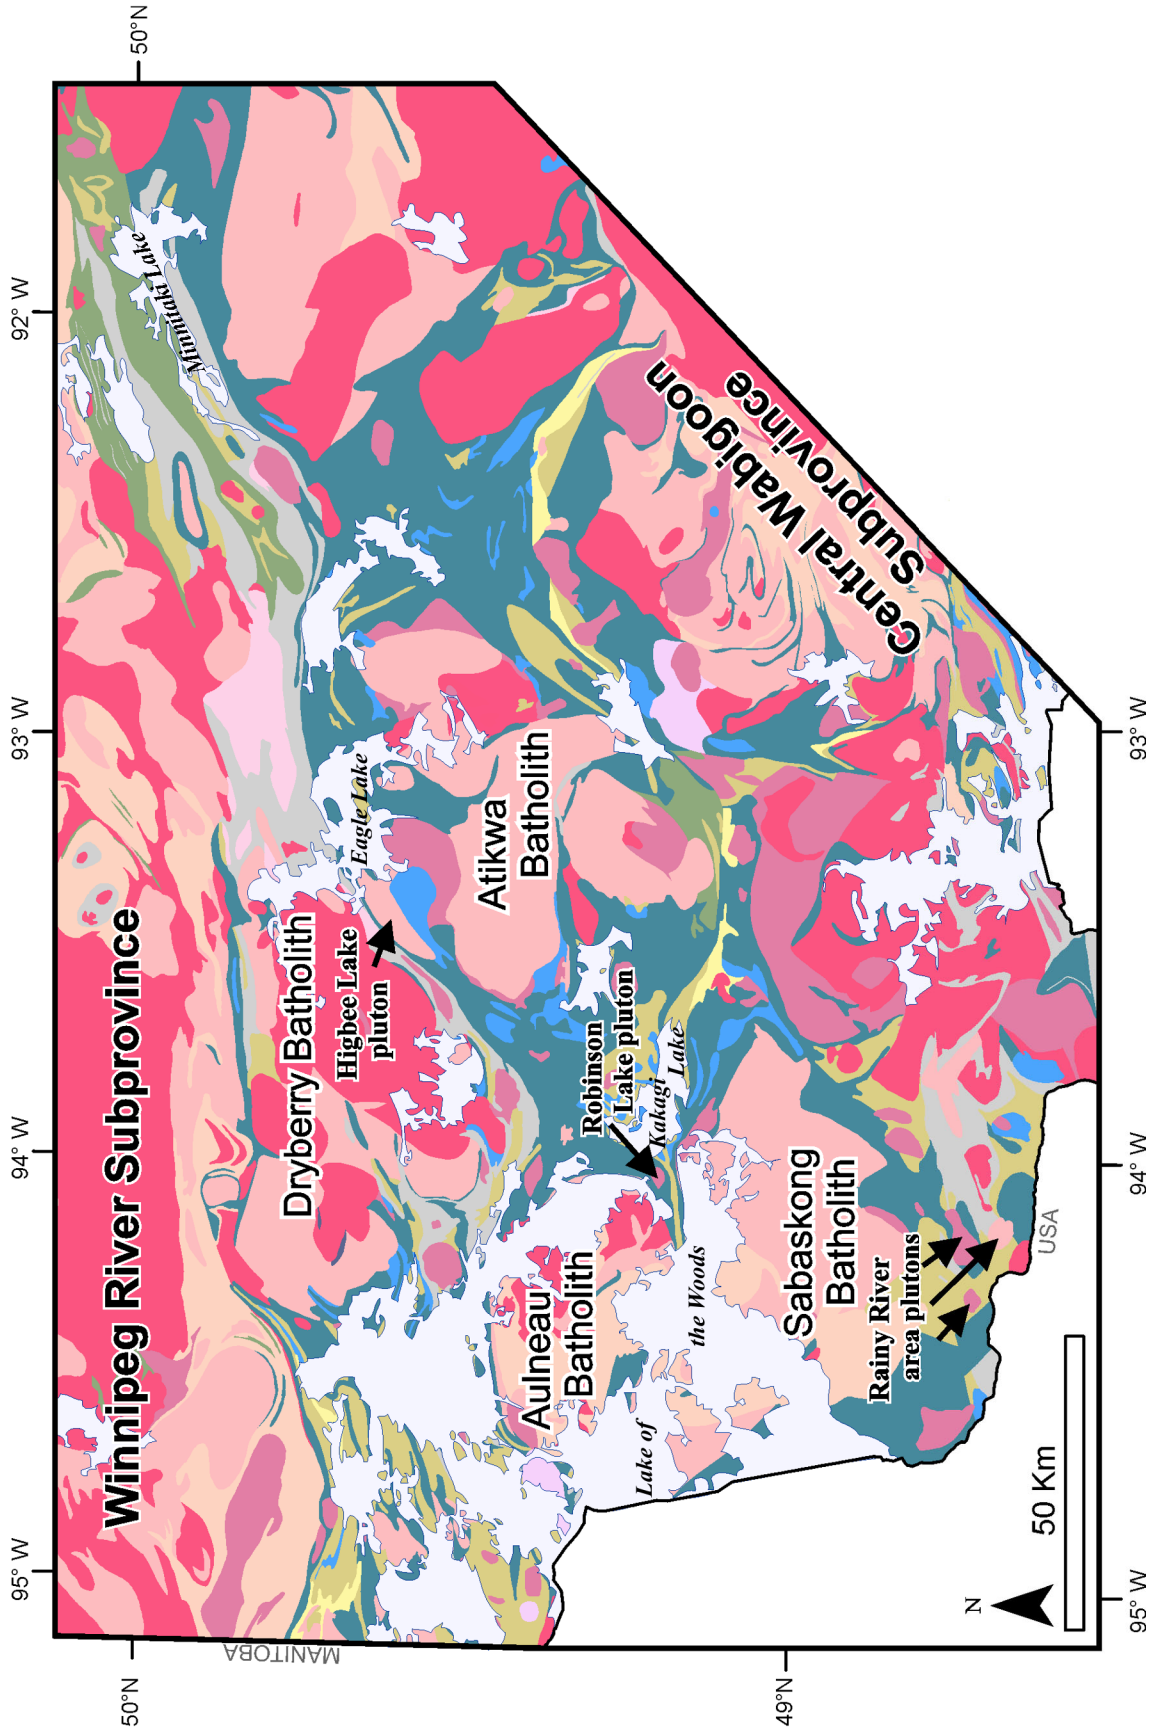 95° W
94° W
93° W
92° W
50°N
50°N
Winnipeg River Subprovince
MANITOBA
Minnitaki Lake
Dryberry Batholith
Higbee Lake
pluton
Eagle Lake
Atikwa
Batholith
Aulneau
Batholith
Robinson
Lake pluton
Kakagi
Lake
Lake of
the Woods
Central Wabigoon
Subprovince
Sabaskong
Batholith
49°N
Rainy River
area plutons
N
50 Km
USA
95° W
94° W
93° W